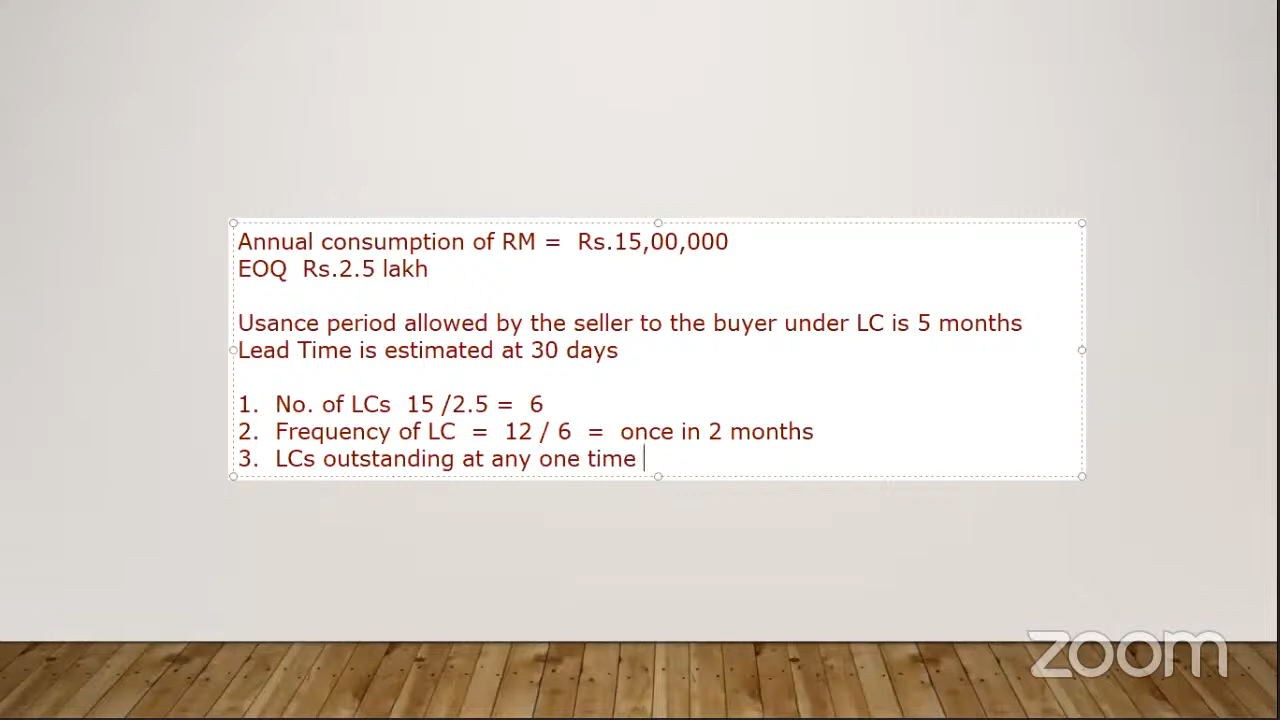 Annual consumption of RM = Rs.15,00,000
EOQ Rs.2.5 lakh
Usance period allowed by the seller to the buyer under LC is 5 months
Lead Time is estimated at 30 days
1. No. of LCs 15 /2.5 = 6
2. Frequency of LC = 12 / 6 = once in 2 months
3. LCs outstanding at any one time
zoom